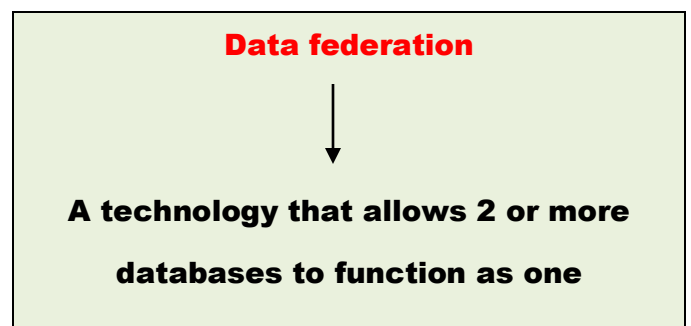 Data federation
A technology that allows 2 or more
databases to function as one